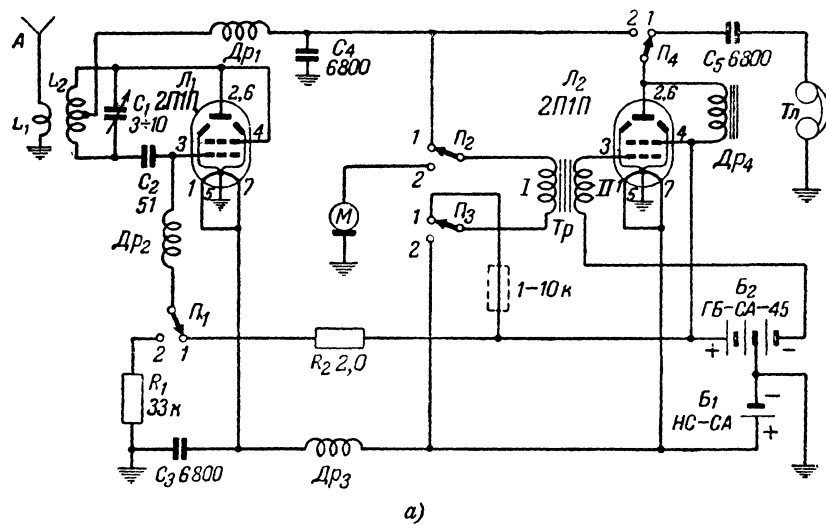 A
L₁
L₂
C₁
3÷10
C₂
51
Др₁
C₄
6800
Л₁
2П1П
2,6
3
4
1
5
7
Др₂
П₁
2
1
R₁
33к
C₃ 6800
R₂ 2,0
Др₃
М
1
П₂
2
1
П₃
2
I
II
Тр
1–10к
2
1
П₄
C₅ 6800
Л₂
2П1П
2,6
3
4
1
5
7
Др₄
Тл
Б₂
ГБ-СА-45
+
–
Б₁
НС-СА
–
+
а)